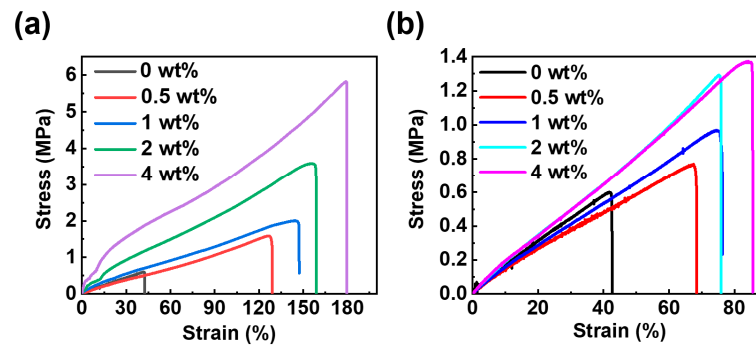 (a)
6
5
4
3
2
1
0
0 wt%
0.5 wt%
1 wt%
2 wt%
4 wt%
Stress (MPa)
0 30 60 90 120 150 180
Strain (%)
(b)
1.4
1.2
1.0
0.8
0.6
0.4
0.2
0.0
0 wt%
0.5 wt%
1 wt%
2 wt%
4 wt%
Stress (MPa)
0 20 40 60 80
Strain (%)